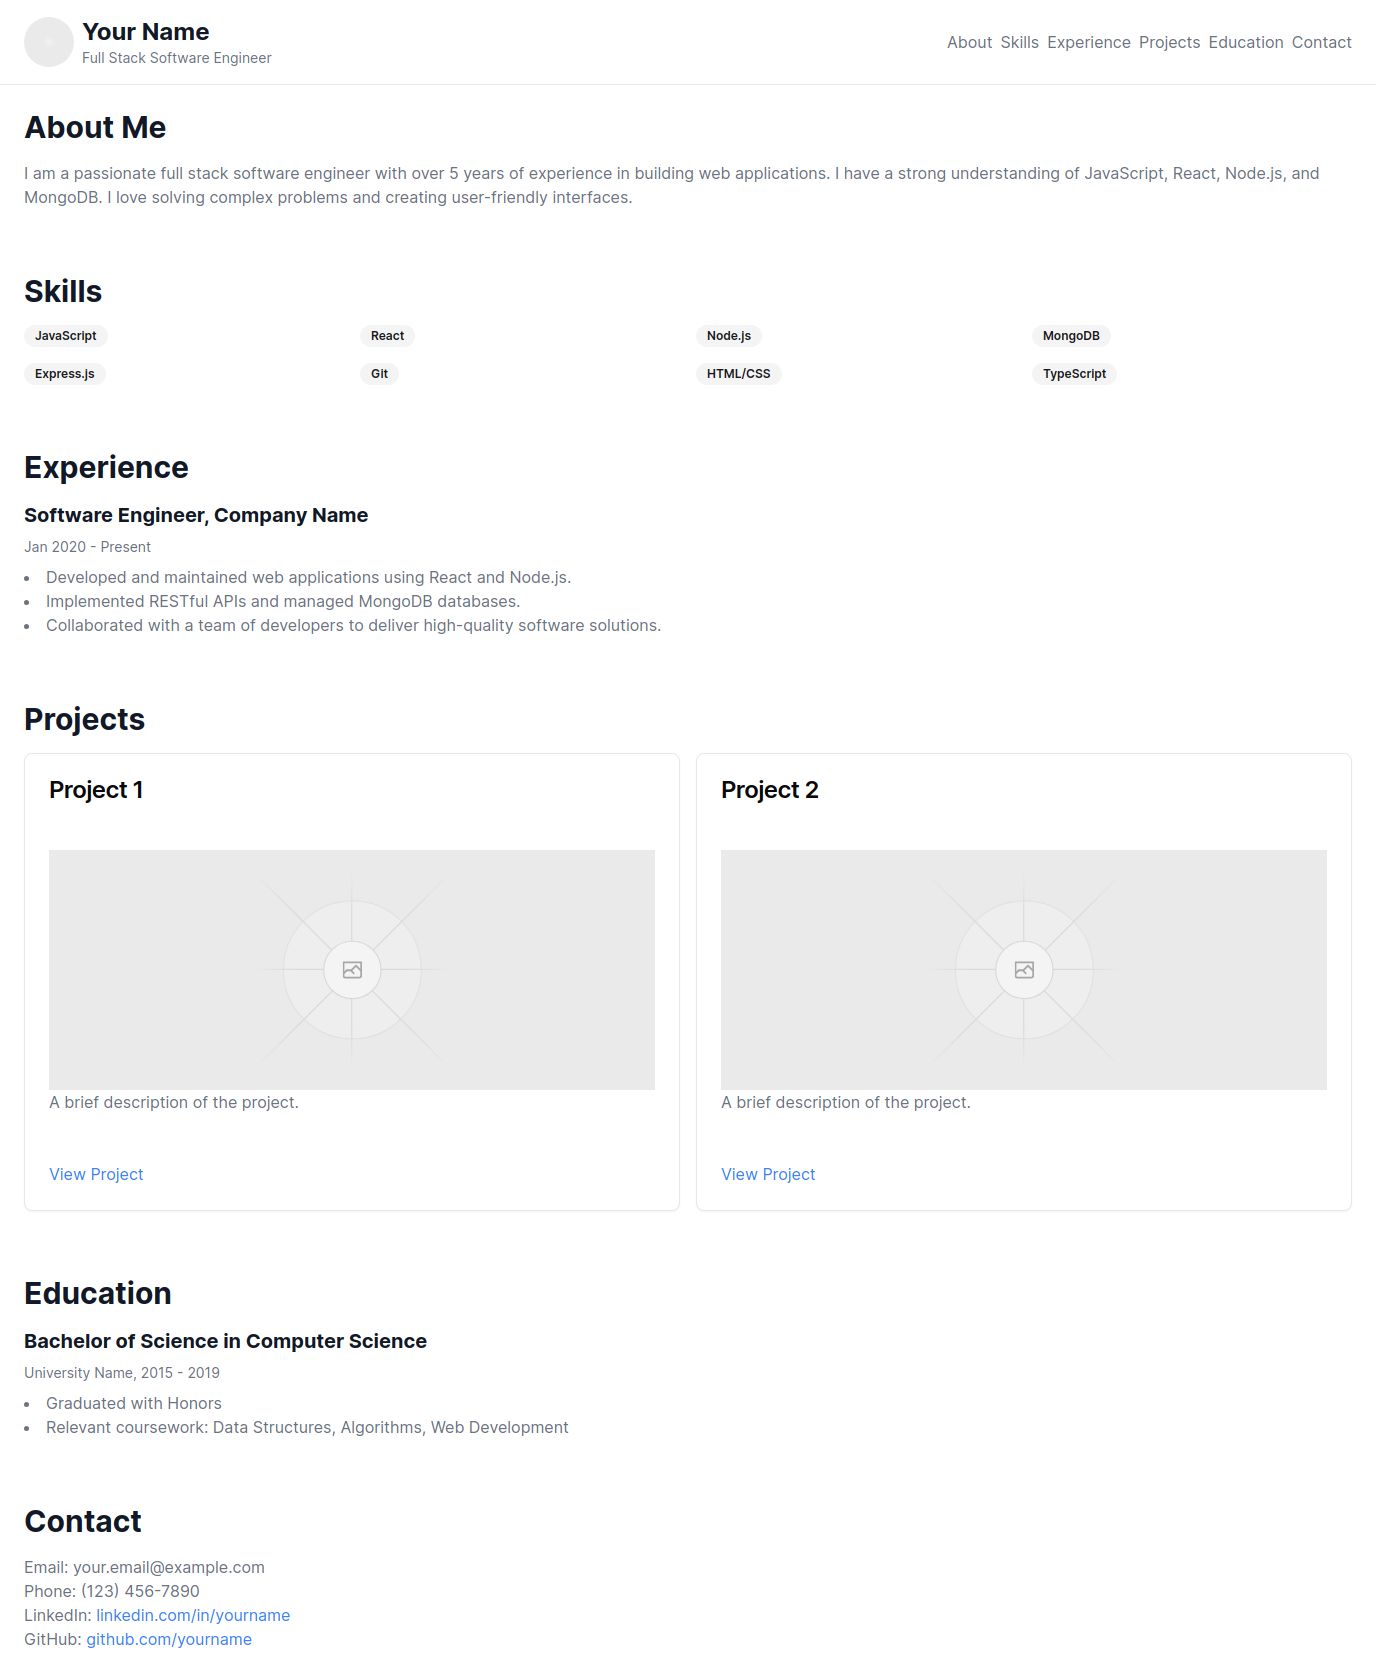 Your Name
Full Stack Software Engineer
About Skills Experience Projects Education Contact
About Me
I am a passionate full stack software engineer with over 5 years of experience in building web applications. I have a strong understanding of JavaScript, React, Node.js, and
MongoDB. I love solving complex problems and creating user-friendly interfaces.
Skills
JavaScript React Node.js MongoDB
Express.js Git HTML/CSS TypeScript
Experience
Software Engineer, Company Name
Jan 2020 - Present
• Developed and maintained web applications using React and Node.js.
• Implemented RESTful APIs and managed MongoDB databases.
• Collaborated with a team of developers to deliver high-quality software solutions.
Projects
Project 1
A brief description of the project.
View Project
Project 2
A brief description of the project.
View Project
Education
Bachelor of Science in Computer Science
University Name, 2015 - 2019
• Graduated with Honors
• Relevant coursework: Data Structures, Algorithms, Web Development
Contact
Email: your.email@example.com
Phone: (123) 456-7890
LinkedIn: linkedin.com/in/yourname
GitHub: github.com/yourname